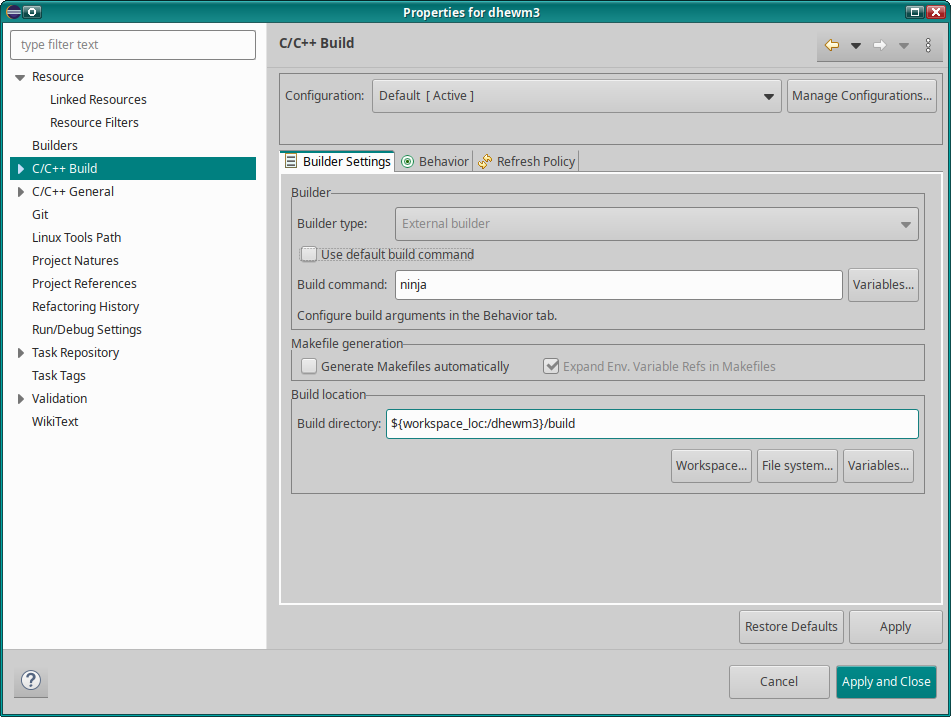 Properties for dhewm3
type filter text
Resource
Linked Resources
Resource Filters
Builders
C/C++ Build
C/C++ General
Git
Linux Tools Path
Project Natures
Project References
Refactoring History
Run/Debug Settings
Task Repository
Task Tags
Validation
WikiText
C/C++ Build
Configuration: Default [ Active ] Manage Configurations...
Builder Settings Behavior Refresh Policy
Builder
Builder type: External builder
Use default build command
Build command: ninja Variables...
Configure build arguments in the Behavior tab.
Makefile generation
Generate Makefiles automatically Expand Env. Variable Refs in Makefiles
Build location
Build directory: ${workspace_loc:/dhewm3}/build
Workspace... File system... Variables...
Restore Defaults Apply
? Cancel Apply and Close